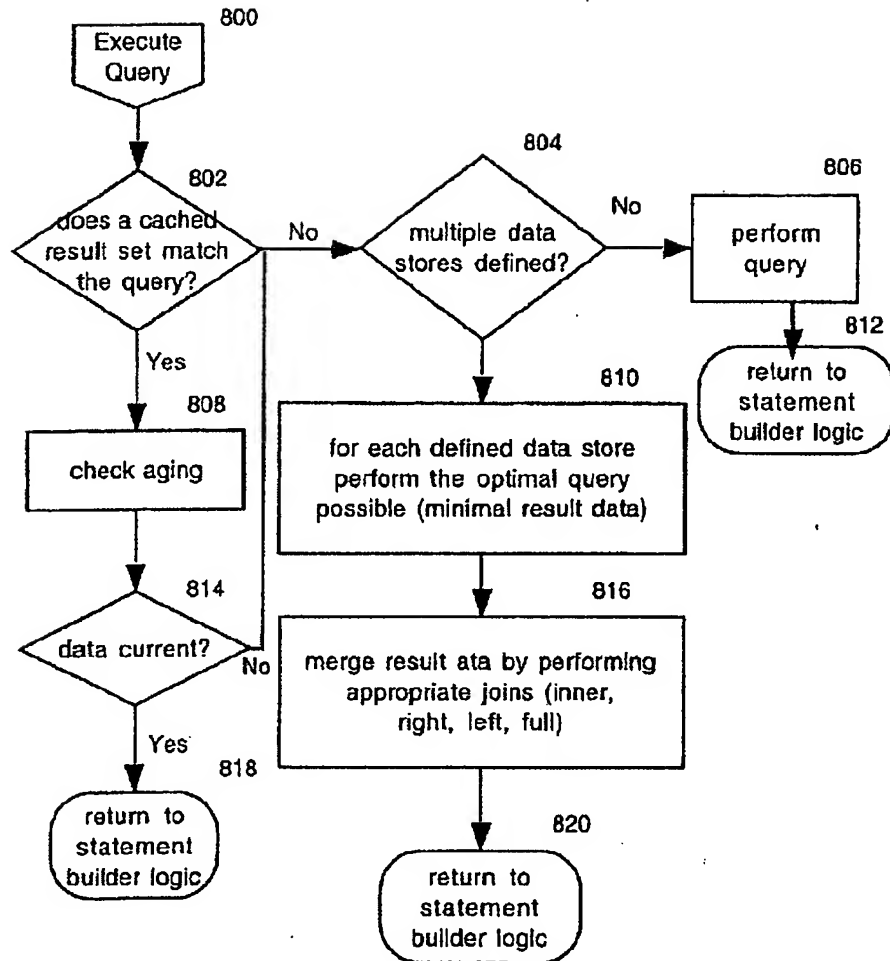 800
Execute
Query
802
does a cached
result set match
the query?
No
804
multiple data
stores defined?
No
806
perform
query
812
return to
statement
builder logic
Yes
808
check aging
814
data current?
No
Yes
818
return to
statement
builder logic
810
for each defined data store
perform the optimal query
possible (minimal result data)
816
merge result ata by performing
appropriate joins (inner,
right, left, full)
820
return to
statement
builder logic